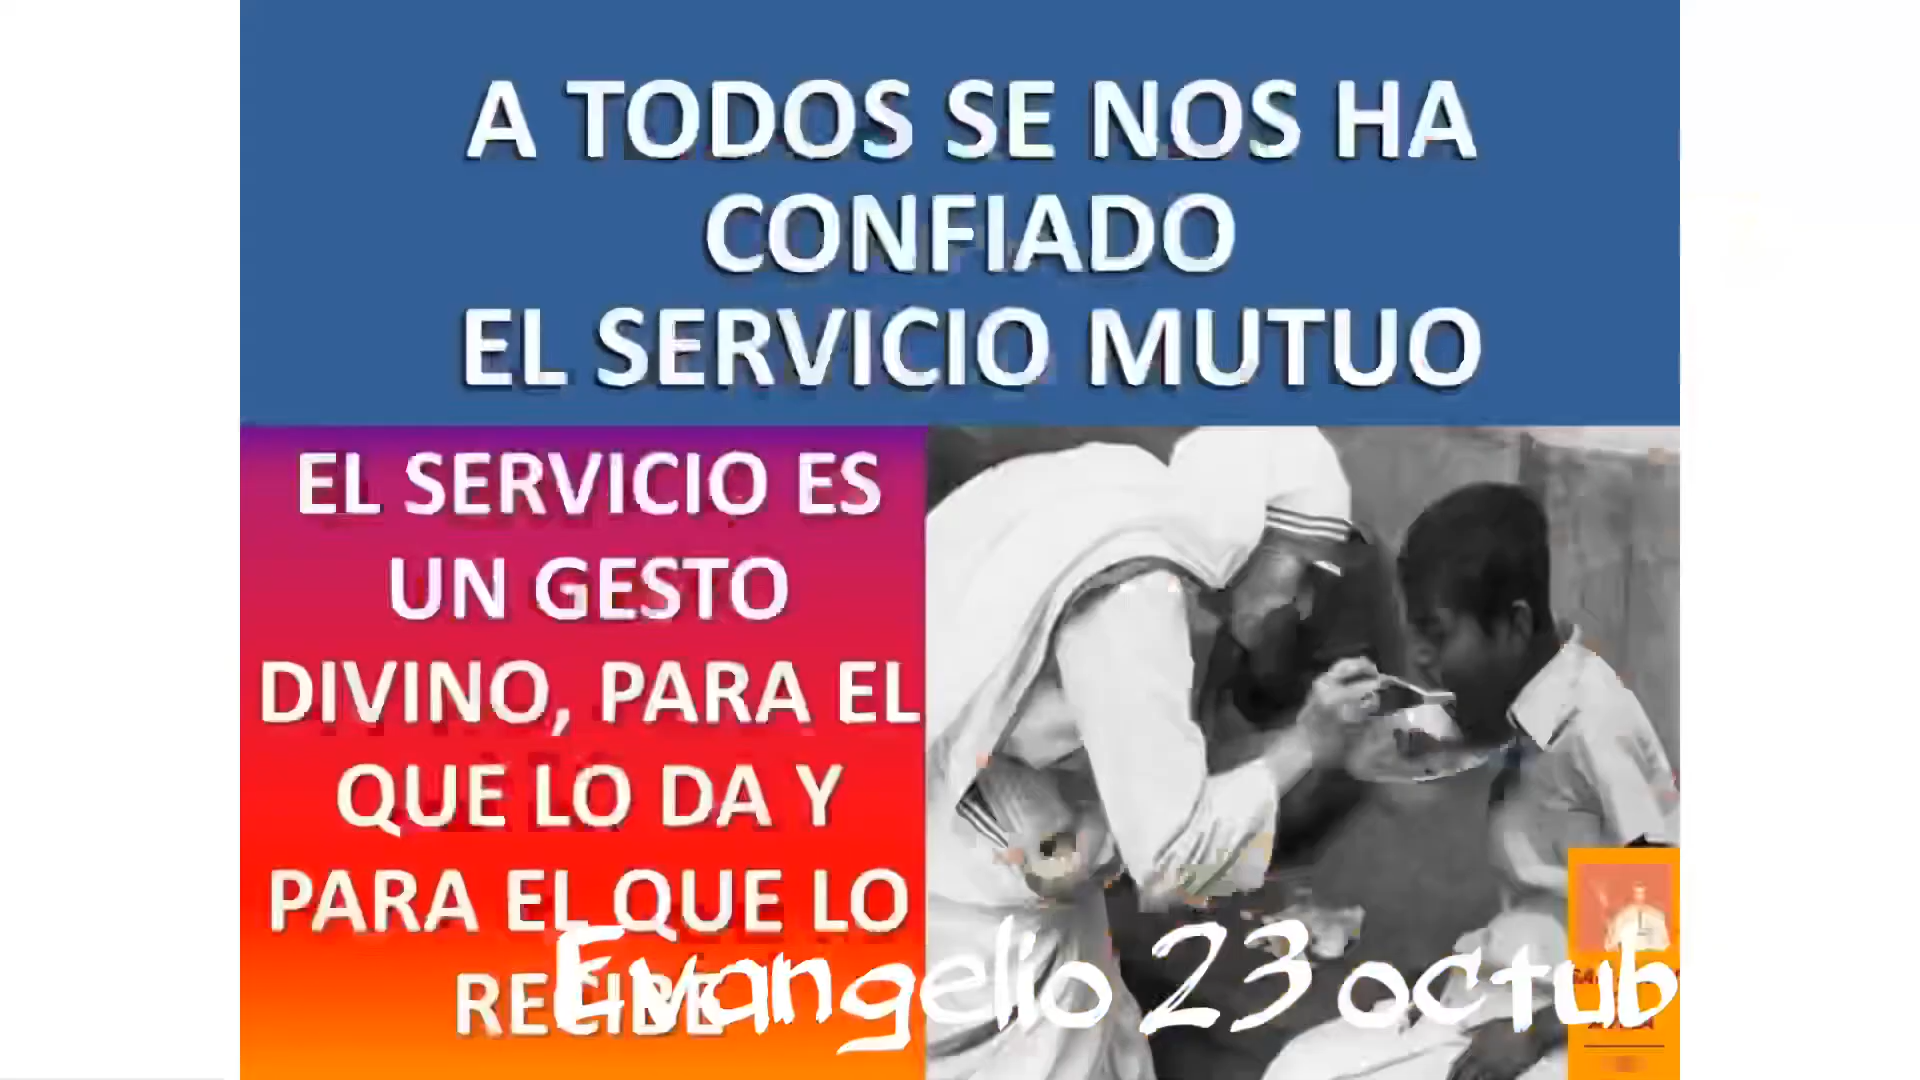 A TODOS SE NOS HA
CONFIADO
EL SERVICIO MUTUO
EL SERVICIO ES
UN GESTO
DIVINO, PARA EL
QUE LO DA Y
PARA EL QUE LO
RECIBE
Evangelio 23 octub